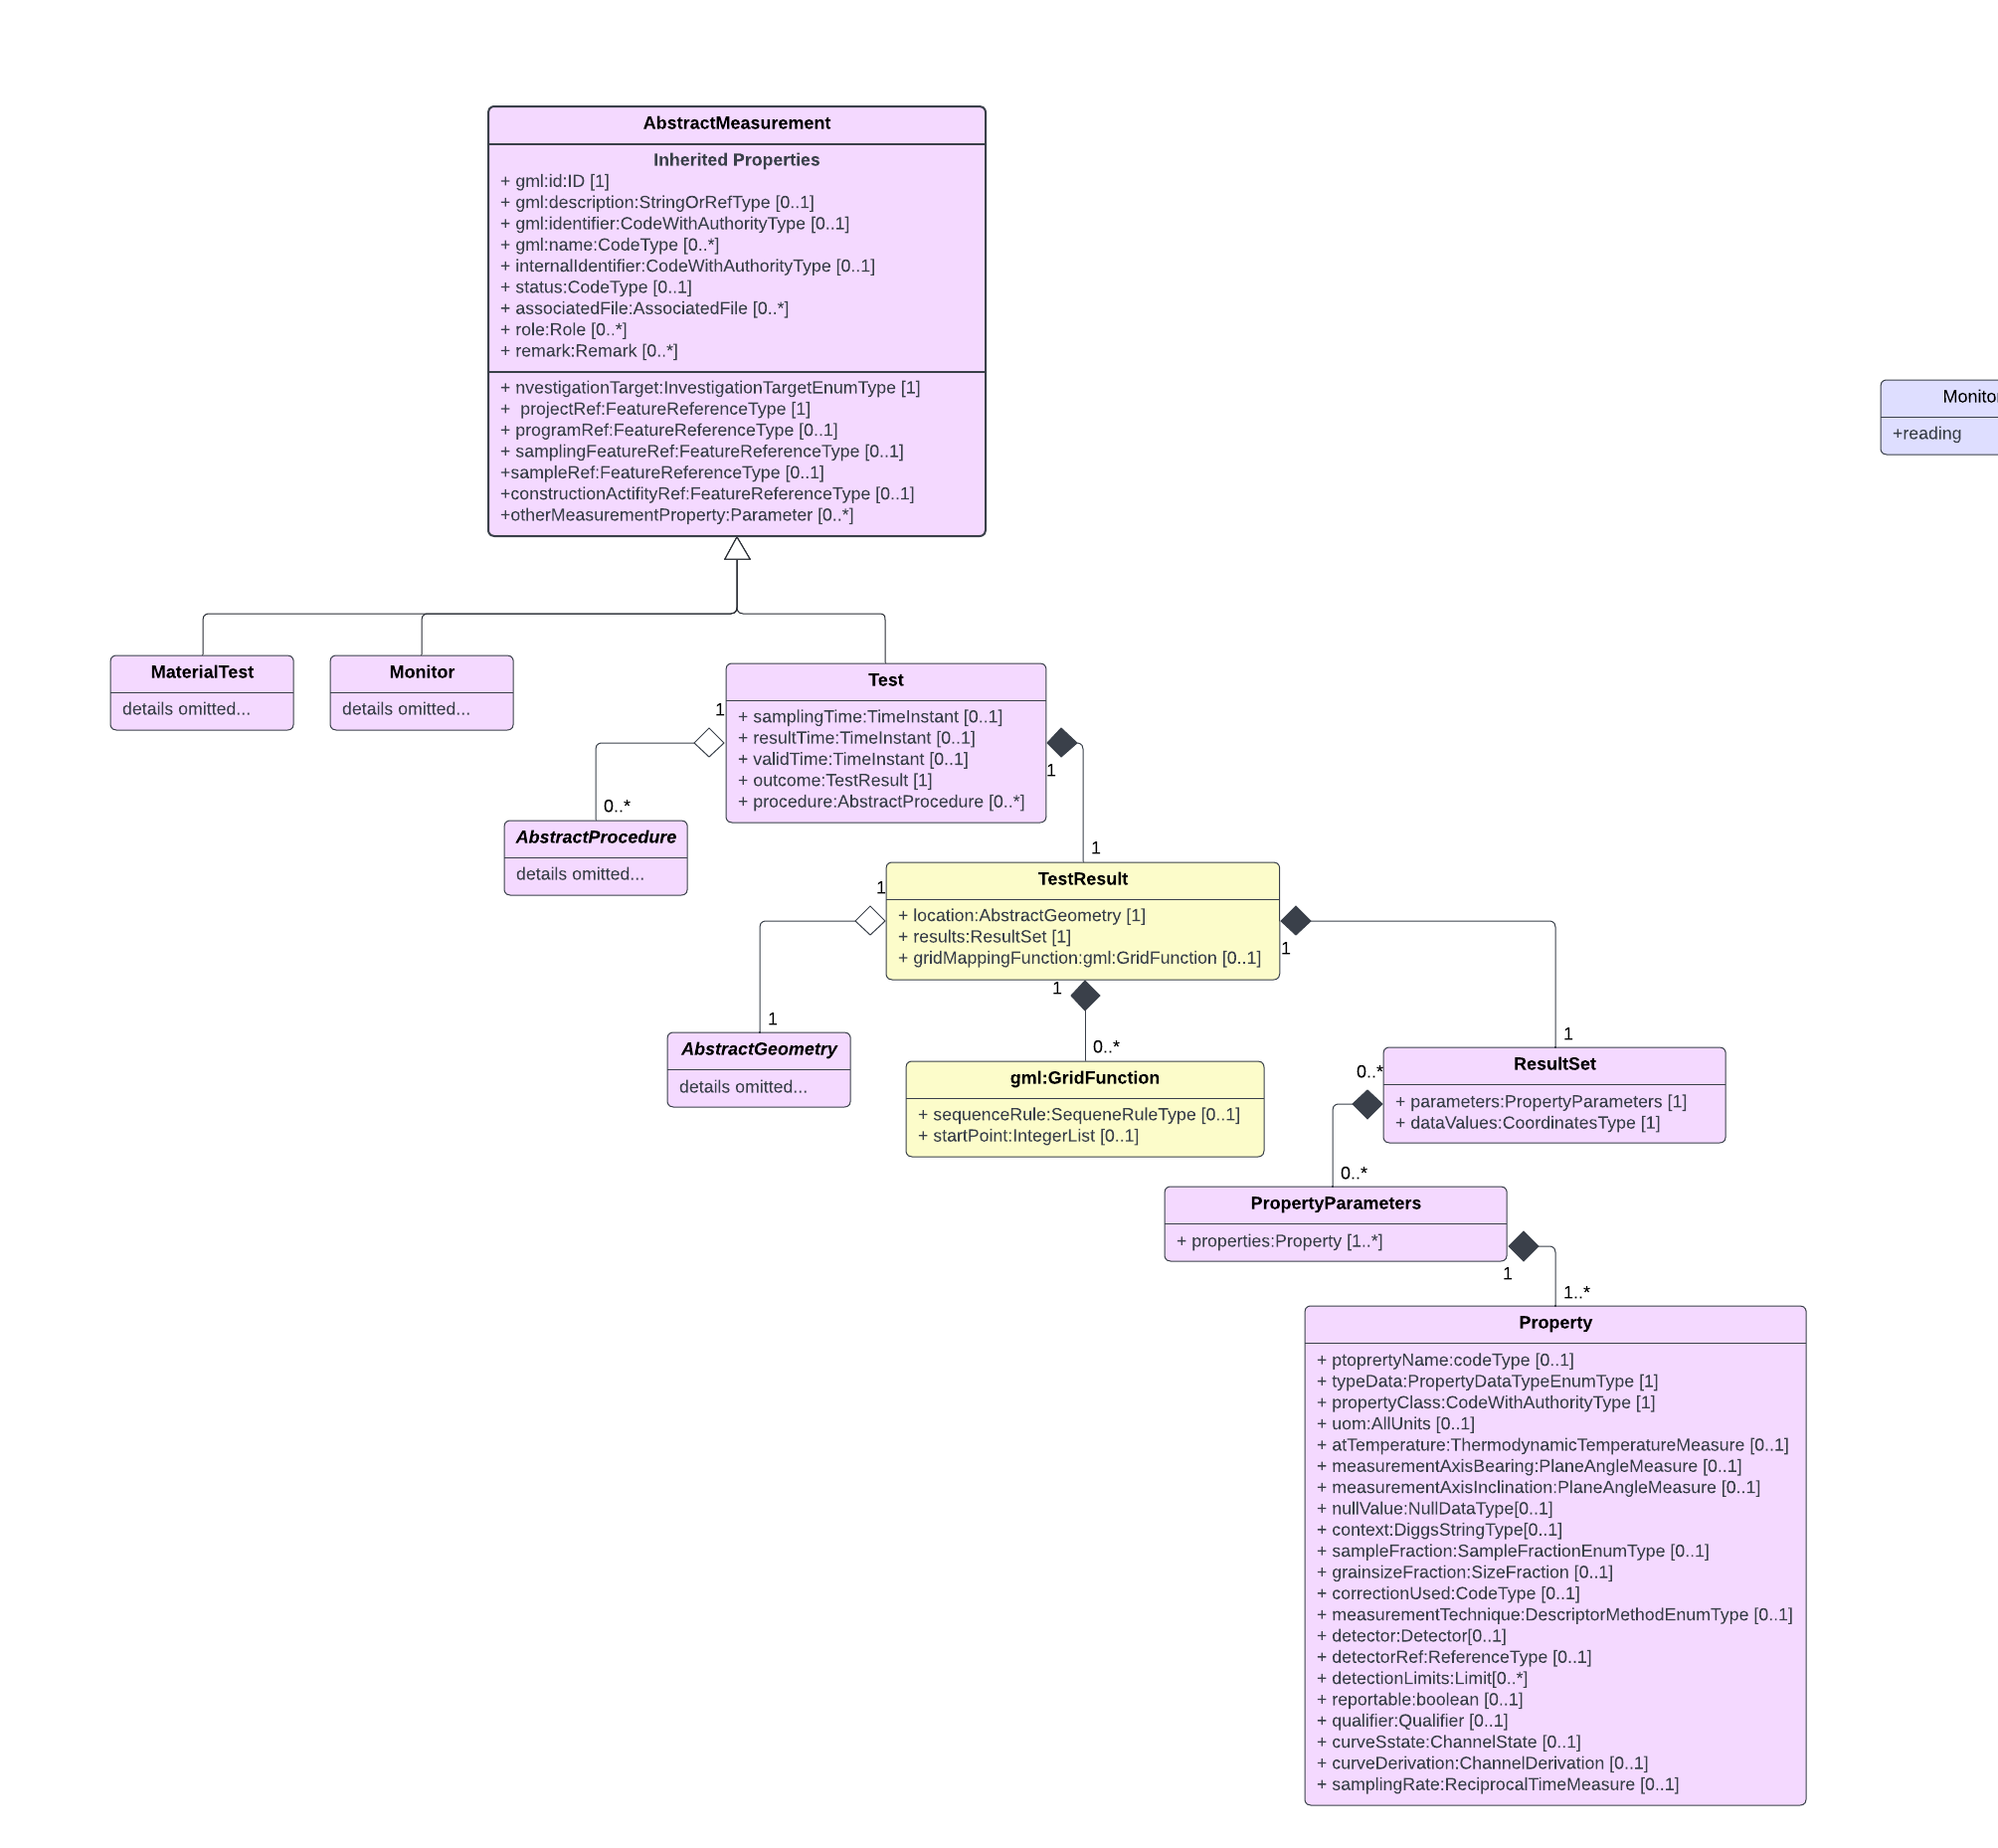 AbstractMeasurement
Inherited Properties
+ gml:id:ID [1]
+ gml:description:StringOrRefType [0..1]
+ gml:identifier:CodeWithAuthorityType [0..1]
+ gml:name:CodeType [0..*]
+ internalIdentifier:CodeWithAuthorityType [0..1]
+ status:CodeType [0..1]
+ associatedFile:AssociatedFile [0..*]
+ role:Role [0..*]
+ remark:Remark [0..*]
+ nvestigationTarget:InvestigationTargetEnumType [1]
+  projectRef:FeatureReferenceType [1]
+ programRef:FeatureReferenceType [0..1]
+ samplingFeatureRef:FeatureReferenceType [0..1]
+sampleRef:FeatureReferenceType [0..1]
+constructionActifityRef:FeatureReferenceType [0..1]
+otherMeasurementProperty:Parameter [0..*]
Monitor
+reading
MaterialTest
details omitted...
Monitor
details omitted...
Test
+ samplingTime:TimeInstant [0..1]
+ resultTime:TimeInstant [0..1]
+ validTime:TimeInstant [0..1]
+ outcome:TestResult [1]
+ procedure:AbstractProcedure [0..*]
1
1
0..*
1
AbstractProcedure
details omitted...
TestResult
+ location:AbstractGeometry [1]
+ results:ResultSet [1]
+ gridMappingFunction:gml:GridFunction [0..1]
1
1
1
1
0..*
1
AbstractGeometry
details omitted...
gml:GridFunction
+ sequenceRule:SequeneRuleType [0..1]
+ startPoint:IntegerList [0..1]
ResultSet
+ parameters:PropertyParameters [1]
+ dataValues:CoordinatesType [1]
0..*
0..*
PropertyParameters
+ properties:Property [1..*]
1
1..*
Property
+ ptoprertyName:codeType [0..1]
+ typeData:PropertyDataTypeEnumType [1]
+ propertyClass:CodeWithAuthorityType [1]
+ uom:AllUnits [0..1]
+ atTemperature:ThermodynamicTemperatureMeasure [0..1]
+ measurementAxisBearing:PlaneAngleMeasure [0..1]
+ measurementAxisInclination:PlaneAngleMeasure [0..1]
+ nullValue:NullDataType[0..1]
+ context:DiggsStringType[0..1]
+ sampleFraction:SampleFractionEnumType [0..1]
+ grainsizeFraction:SizeFraction [0..1]
+ correctionUsed:CodeType [0..1]
+ measurementTechnique:DescriptorMethodEnumType [0..1]
+ detector:Detector[0..1]
+ detectorRef:ReferenceType [0..1]
+ detectionLimits:Limit[0..*]
+ reportable:boolean [0..1]
+ qualifier:Qualifier [0..1]
+ curveSstate:ChannelState [0..1]
+ curveDerivation:ChannelDerivation [0..1]
+ samplingRate:ReciprocalTimeMeasure [0..1]